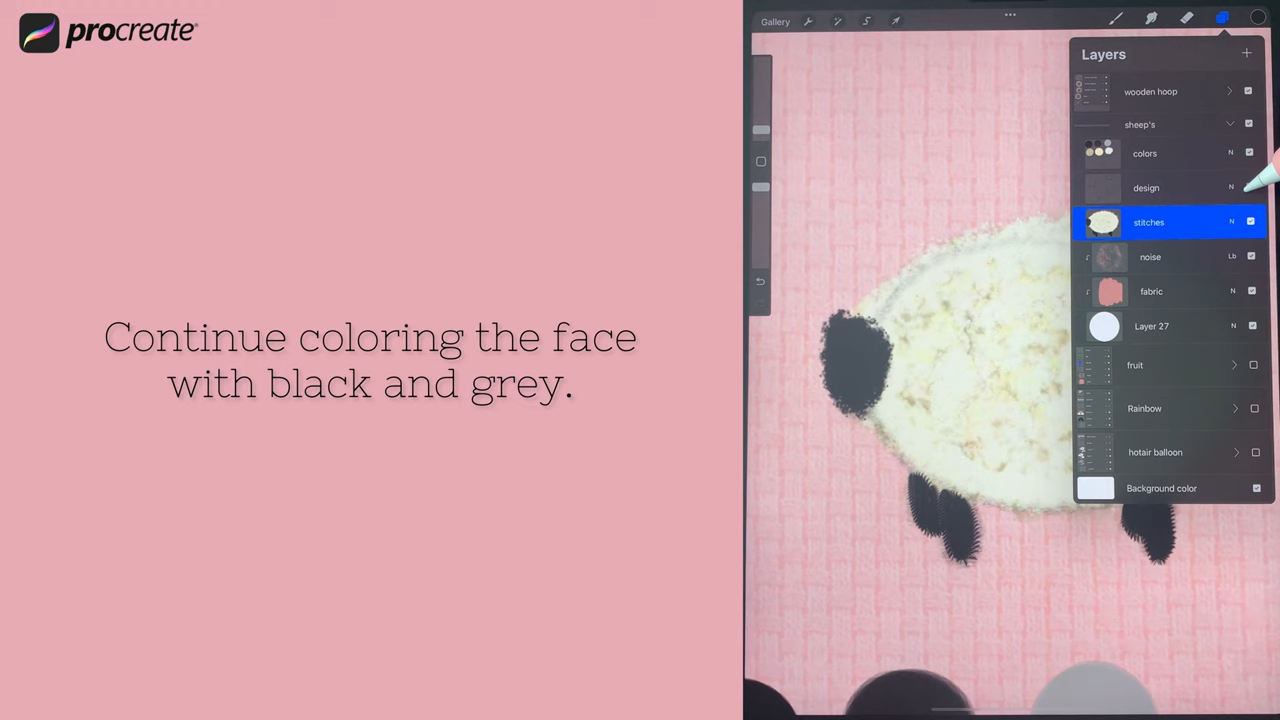 procreate®
Continue coloring the face
with black and grey.
Gallery
Layers
wooden hoop
sheep's
colors N
design N
stitches N
noise Lb
fabric N
Layer 27 N
fruit
Rainbow
hotair balloon
Background color